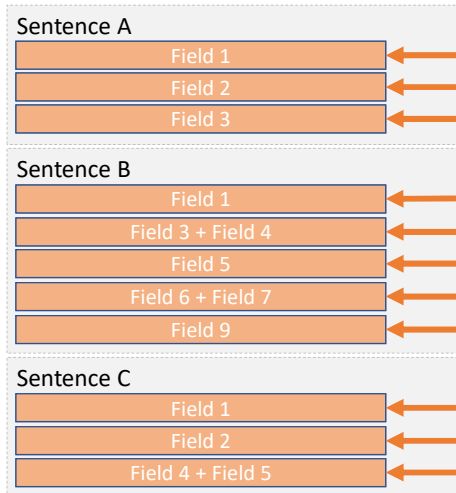 Sentence A
Field 1
Field 2
Field 3
Sentence B
Field 1
Field 3 + Field 4
Field 5
Field 6 + Field 7
Field 9
Sentence C
Field 1
Field 2
Field 4 + Field 5